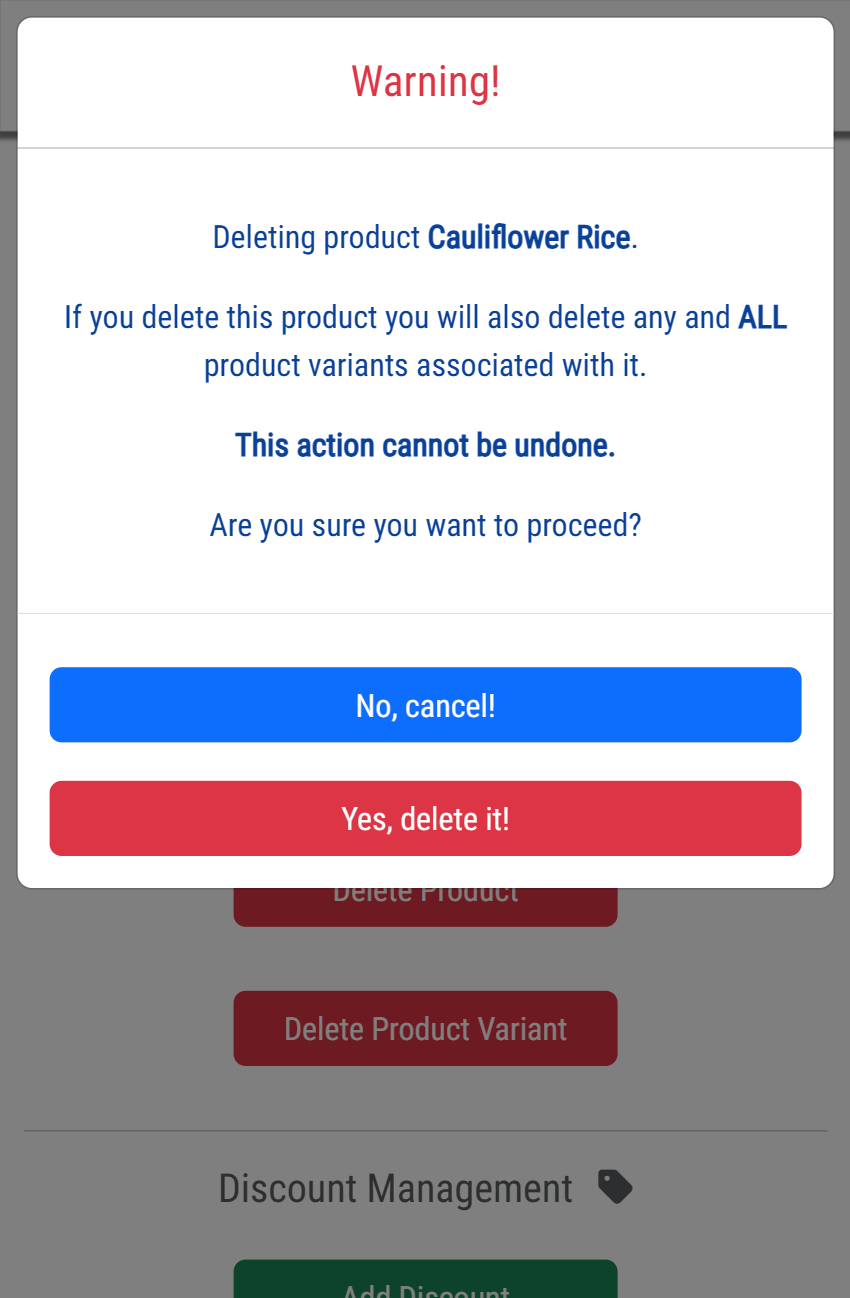 Warning!
Deleting product Cauliflower Rice.
If you delete this product you will also delete any and ALL
product variants associated with it.
This action cannot be undone.
Are you sure you want to proceed?
No, cancel!
Yes, delete it!
Delete Product
Delete Product Variant
Discount Management
Add Discount